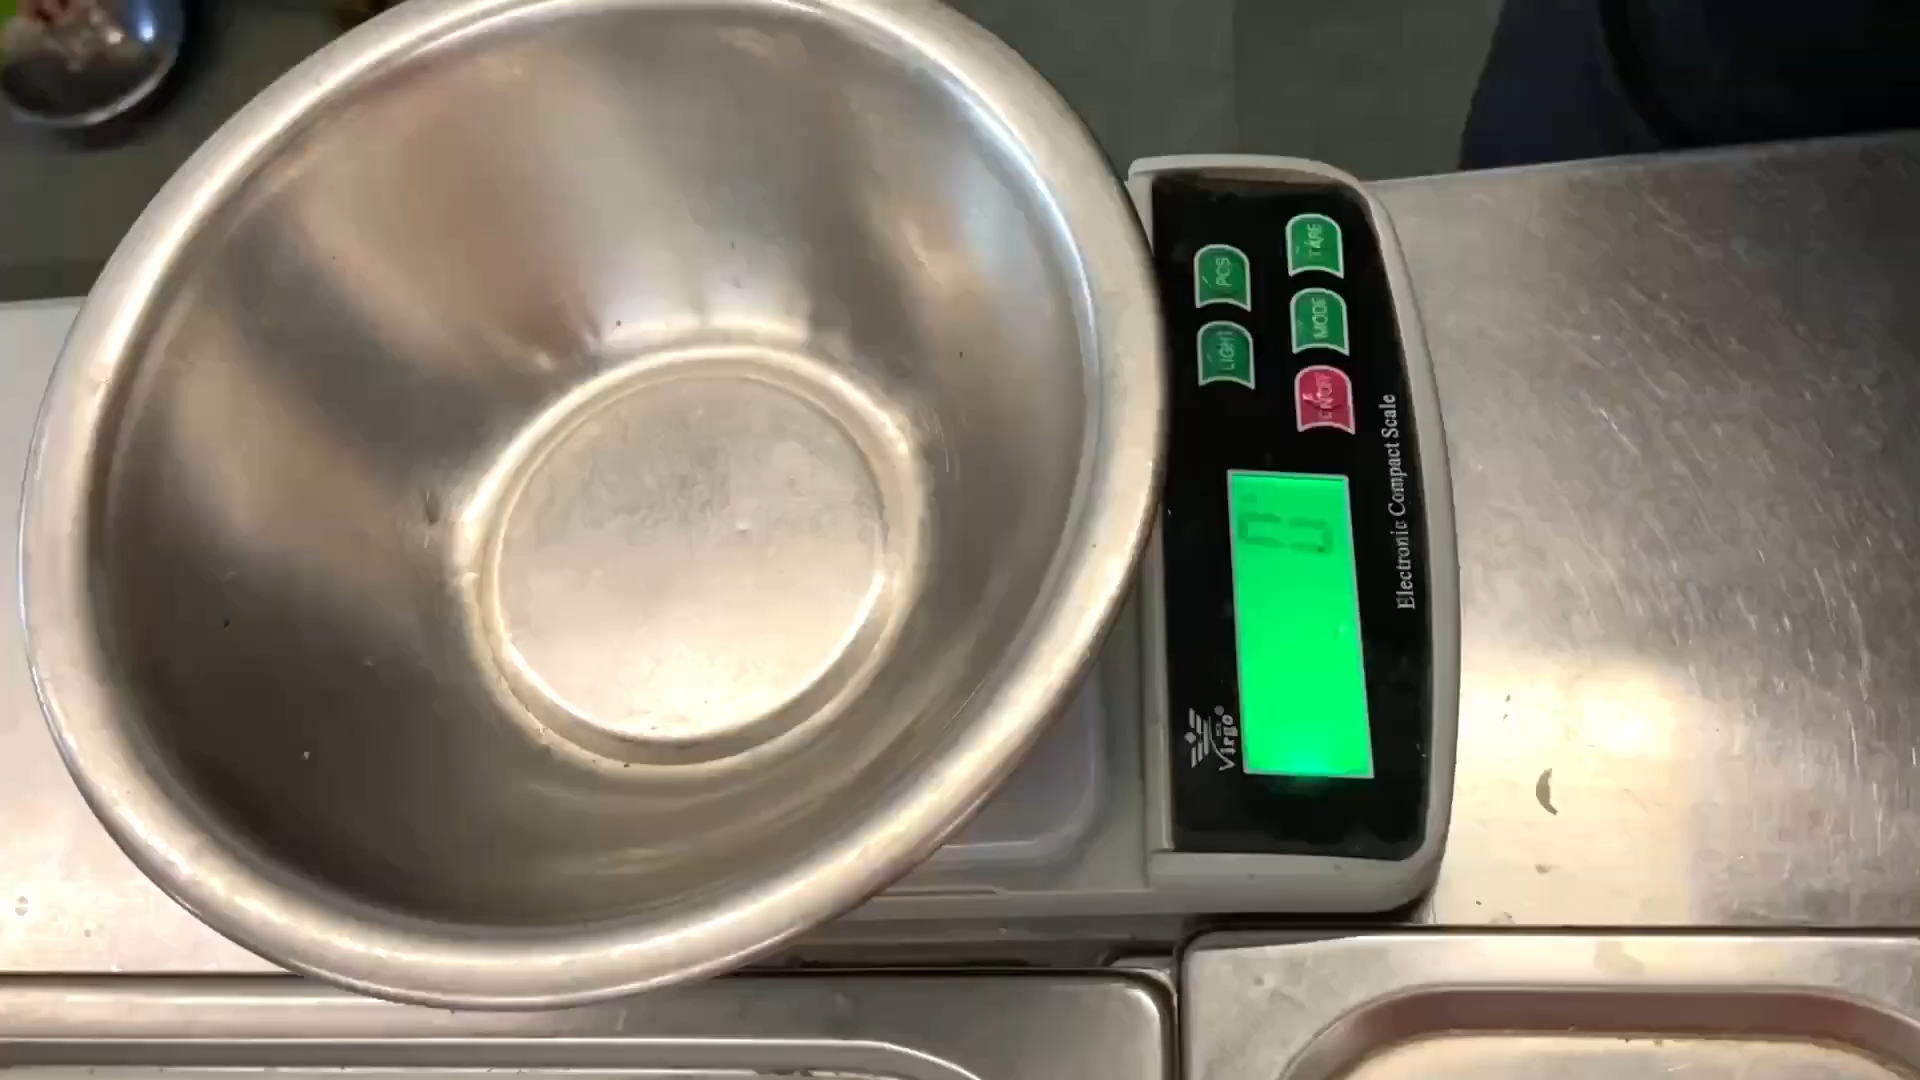 PCS
TARE
LIGHT
MODE
ON/OFF
Electronic Compact Scale
Virgo®
0